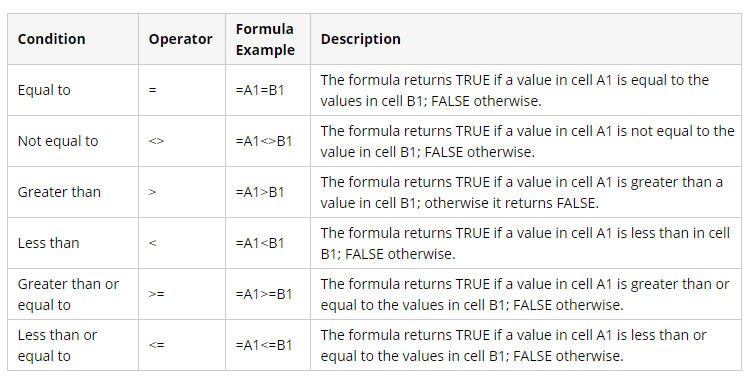 Condition Operator Formula Example Description
Equal to = =A1=B1 The formula returns TRUE if a value in cell A1 is equal to the
values in cell B1; FALSE otherwise.
Not equal to <> =A1<>B1 The formula returns TRUE if a value in cell A1 is not equal to the
value in cell B1; FALSE otherwise.
Greater than > =A1>B1 The formula returns TRUE if a value in cell A1 is greater than a
value in cell B1; otherwise it returns FALSE.
Less than < =A1<B1 The formula returns TRUE if a value in cell A1 is less than in cell
B1; FALSE otherwise.
Greater than or equal to >= =A1>=B1 The formula returns TRUE if a value in cell A1 is greater than or
equal to the values in cell B1; FALSE otherwise.
Less than or equal to <= =A1<=B1 The formula returns TRUE if a value in cell A1 is less than or
equal to the values in cell B1; FALSE otherwise.